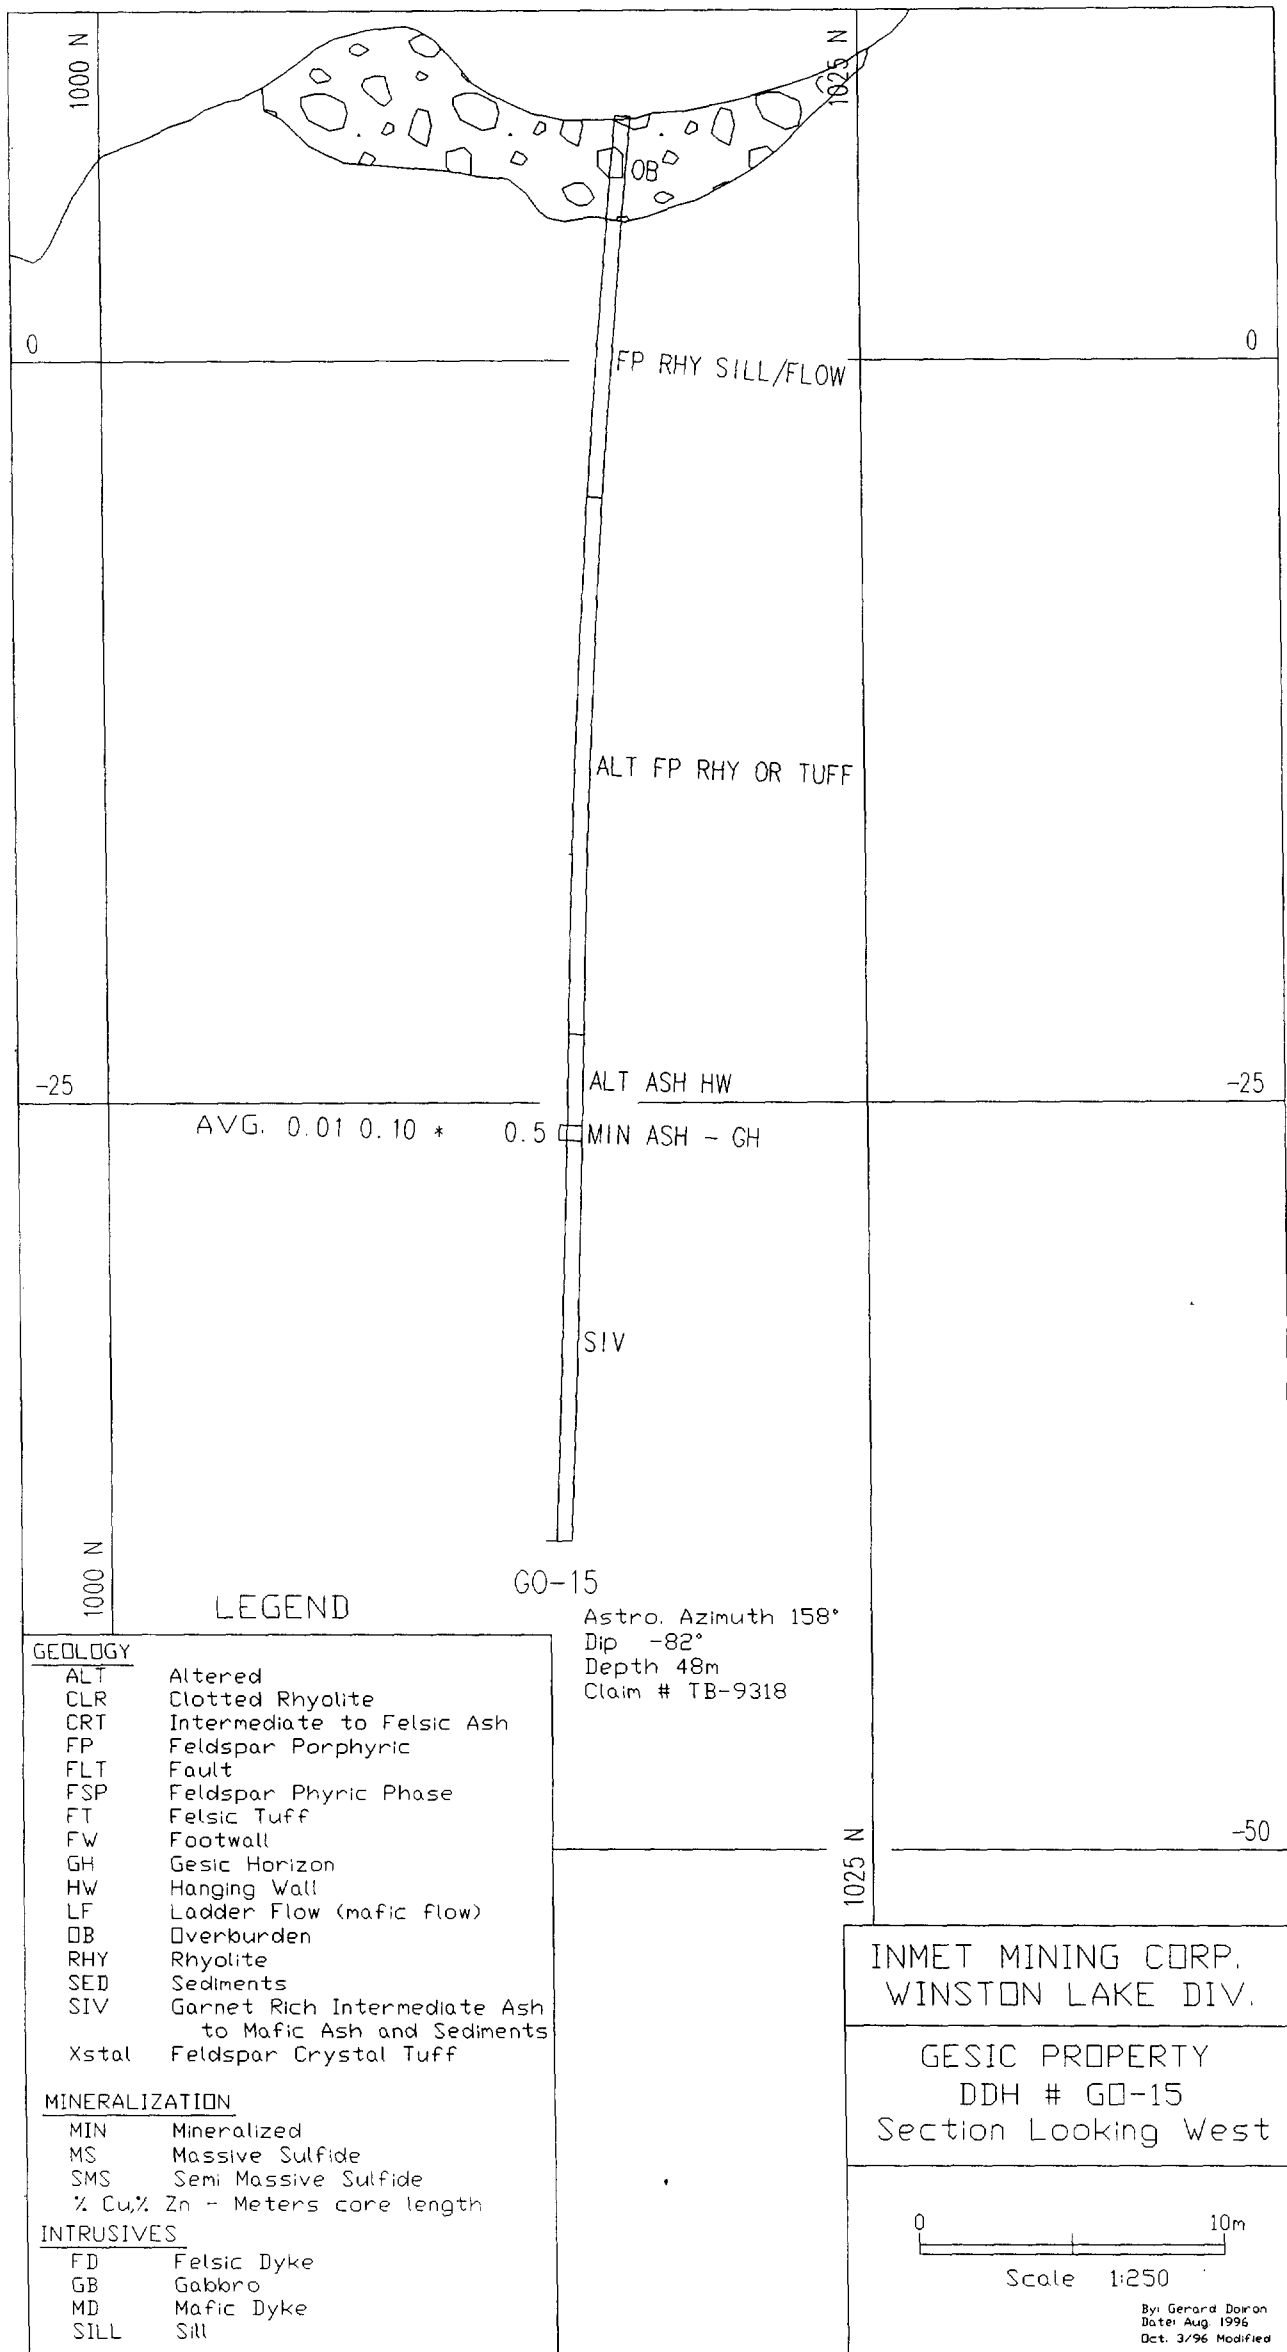 1000 N
1025 N
OB
0
0
FP RHY SILL/FLOW
ALT FP RHY OR TUFF
-25
ALT ASH HW
-25
AVG. 0.01 0.10 * 0.5 MIN ASH - GH
SIV
1000 N
GO-15
LEGEND
Astro. Azimuth 158°
Dip -82°
Depth 48m
Claim # TB-9318
GEOLOGY
ALT Altered
CLR Clotted Rhyolite
CRT Intermediate to Felsic Ash
FP Feldspar Porphyric
FLT Fault
FSP Feldspar Phyric Phase
FT Felsic Tuff
FW Footwall
GH Gesic Horizon
HW Hanging Wall
LF Ladder Flow (mafic flow)
OB Overburden
RHY Rhyolite
SED Sediments
SIV Garnet Rich Intermediate Ash
to Mafic Ash and Sediments
Xstal Feldspar Crystal Tuff
MINERALIZATION
MIN Mineralized
MS Massive Sulfide
SMS Semi Massive Sulfide
% Cu,% Zn - Meters core length
INTRUSIVES
FD Felsic Dyke
GB Gabbro
MD Mafic Dyke
SILL Sill
-50
1025 N
INMET MINING CORP.
WINSTON LAKE DIV.
GESIC PROPERTY
DDH # GO-15
Section Looking West
0 10m
Scale 1:250
By: Gerard Doiron
Date: Aug. 1996
Oct. 3/96 Modified